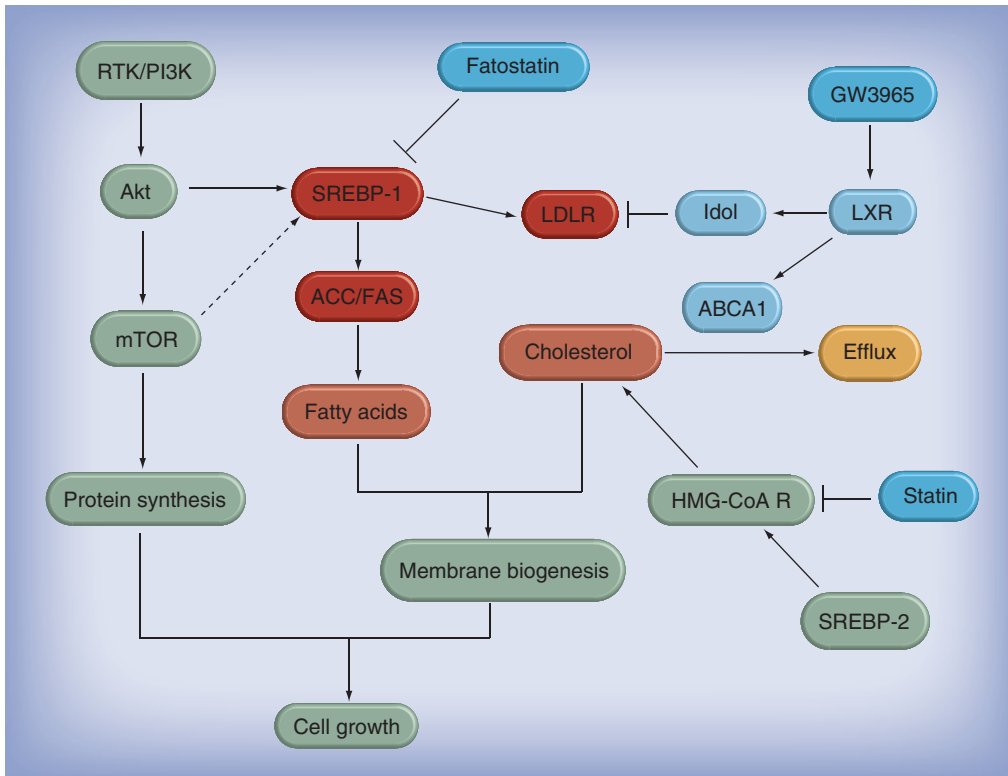 RTK/PI3K
Fatostatin
GW3965
Akt
SREBP-1
LDLR
Idol
LXR
ACC/FAS
ABCA1
mTOR
Cholesterol
Efflux
Fatty acids
Protein synthesis
HMG-CoA R
Statin
Membrane biogenesis
SREBP-2
Cell growth